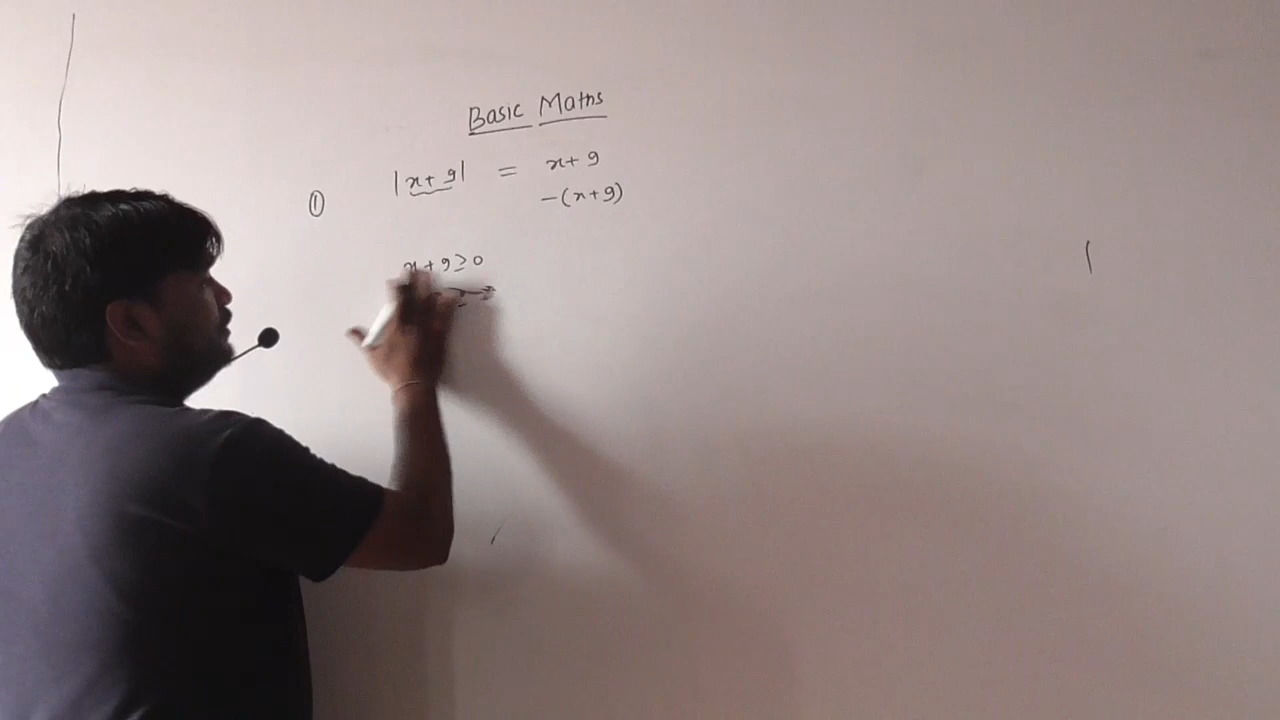 Basic Maths
① |x+9| = x+9
-(x+9)
x+9≥0